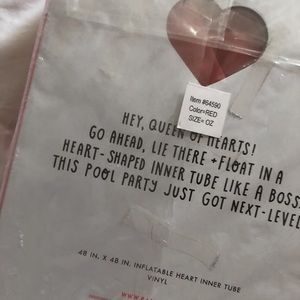 Item #84590
Color=RED
SIZE= OZ
HEY, QUEEN OF HEARTS!
GO AHEAD, LIE THERE + FLOAT IN A
HEART-SHAPED INNER TUBE LIKE A BOSS.
THIS POOL PARTY JUST GOT NEXT-LEVEL
48 IN. X 48 IN. INFLATABLE HEART INNER TUBE
VINYL